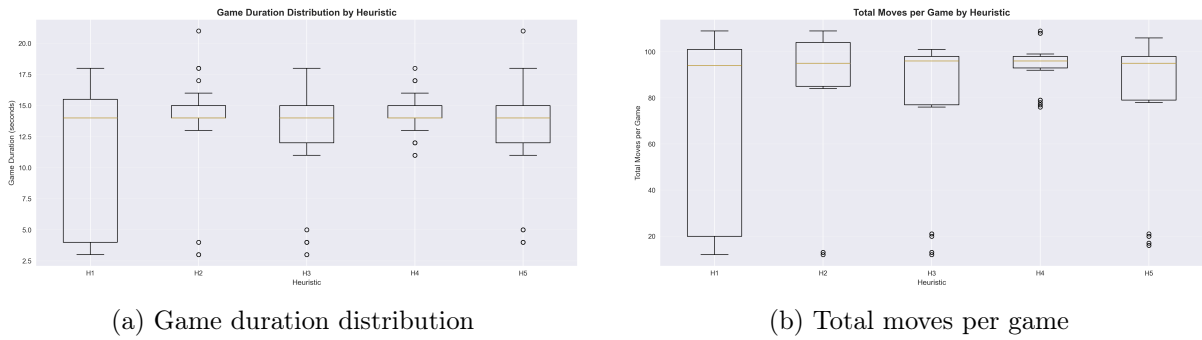 Game Duration Distribution by Heuristic
Game Duration (seconds)
20.0
17.5
15.0
12.5
10.0
7.5
5.0
2.5
H1 H2 H3 H4 H5
Heuristic
(a) Game duration distribution
Total Moves per Game by Heuristic
Total Moves per Game
100
80
60
40
20
H1 H2 H3 H4 H5
Heuristic
(b) Total moves per game